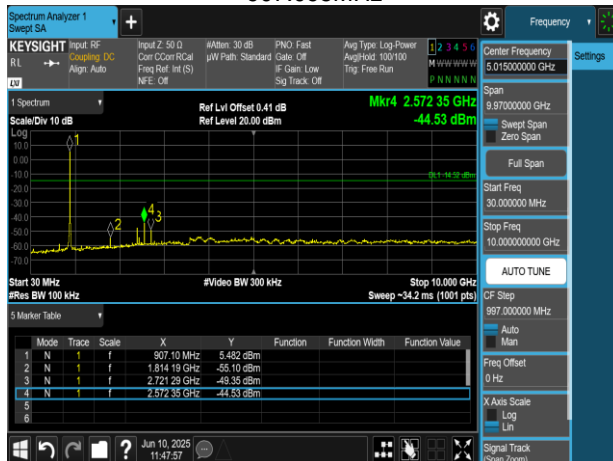 Spectrum Analyzer 1
Swept SA
+
Frequency
KEYSIGHT Input: RF Input Z: 50 Ω #Atten: 30 dB PNO: Fast Avg Type: Log-Power 1 2 3 4 5 6
RL Coupling: DC Corr CCorr RCal µW Path: Standard Gate: Off Avg|Hold: 100/100 M W W W W W
Align: Auto Freq Ref: Int (S) IF Gain: Low Trig: Free Run
NFE: Off Sig Track: Off P N N N N N
LXI
1 Spectrum
Scale/Div 10 dB
Ref Lvl Offset 0.41 dB
Ref Level 20.00 dBm
Mkr4 2.572 35 GHz
-44.53 dBm
Log
10.0
0.00
-10.0
-20.0
-30.0
-40.0
-50.0
-60.0
-70.0
1
2
4
3
DL1 -14.52 dBm
Start 30 MHz #Video BW 300 kHz Stop 10.000 GHz
#Res BW 100 kHz Sweep ~34.2 ms (1001 pts)
5 Marker Table
Mode Trace Scale X Y Function Function Width Function Value
1 N 1 f 907.10 MHz 5.482 dBm
2 N 1 f 1.814 19 GHz -55.10 dBm
3 N 1 f 2.721 29 GHz -49.35 dBm
4 N 1 f 2.572 35 GHz -44.53 dBm
5
6
Jun 10, 2025
11:47:57
?
Center Frequency
5.015000000 GHz
Settings
Span
9.97000000 GHz
Swept Span
Zero Span
Full Span
Start Freq
30.000000 MHz
Stop Freq
10.000000000 GHz
AUTO TUNE
CF Step
997.000000 MHz
Auto
Man
Freq Offset
0 Hz
X Axis Scale
Log
Lin
Signal Track
(Span Zoom)